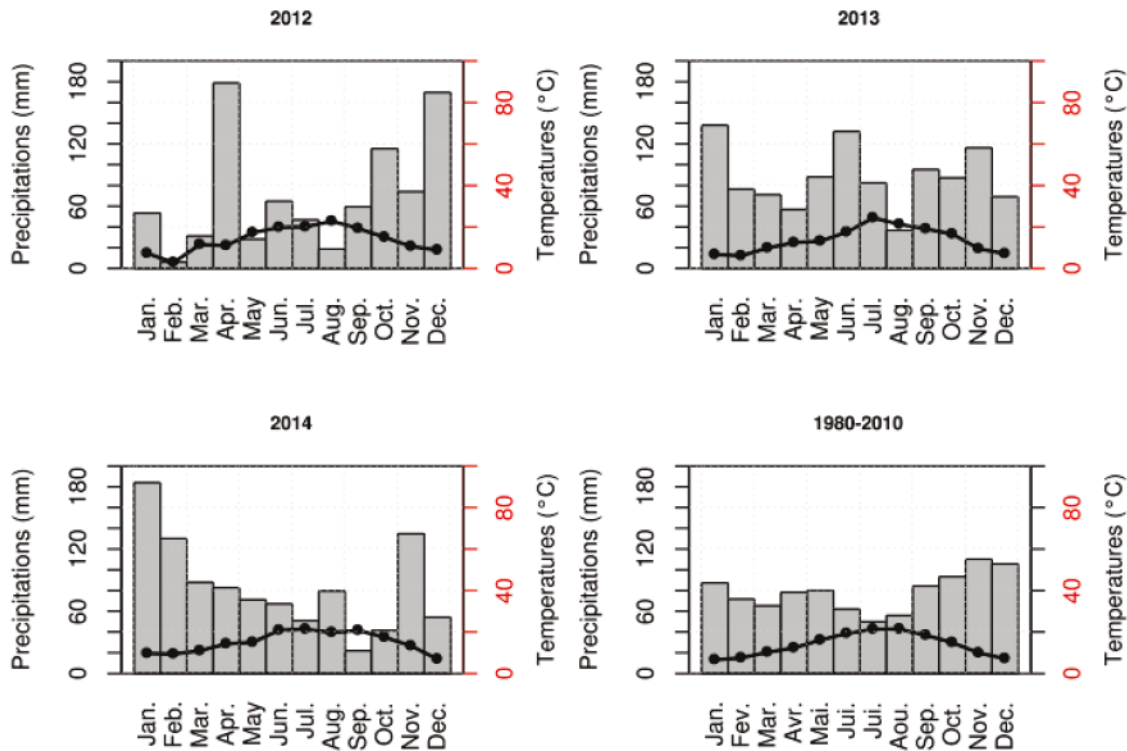 2012
Precipitations (mm)
0 60 120 180
0 40 80
Temperatures (°C)
Jan. Feb. Mar. Apr. May Jun. Jul. Aug. Sep. Oct. Nov. Dec.
2013
Precipitations (mm)
0 60 120 180
0 40 80
Temperatures (°C)
Jan. Feb. Mar. Apr. May Jun. Jul. Aug. Sep. Oct. Nov. Dec.
2014
Precipitations (mm)
0 60 120 180
0 40 80
Temperatures (°C)
Jan. Feb. Mar. Apr. May Jun. Jul. Aug. Sep. Oct. Nov. Dec.
1980-2010
Precipitations (mm)
0 60 120 180
0 40 80
Temperatures (°C)
Jan. Fev. Mar. Avr. Mai. Jui. Jui. Aou. Sep. Oct. Nov. Dec.